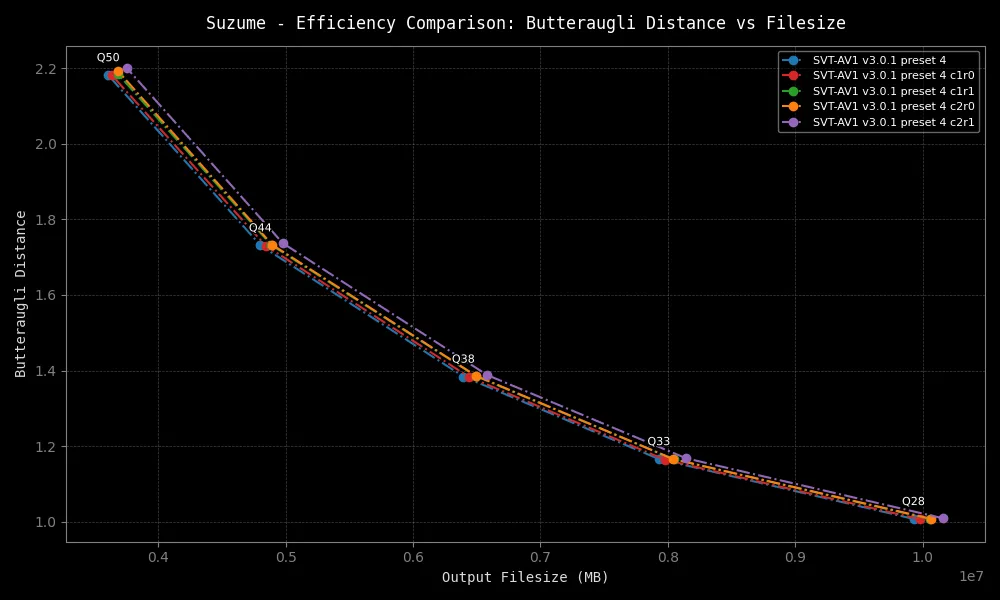 Suzume - Efficiency Comparison: Butteraugli Distance vs Filesize
SVT-AV1 v3.0.1 preset 4
SVT-AV1 v3.0.1 preset 4 c1r0
SVT-AV1 v3.0.1 preset 4 c1r1
SVT-AV1 v3.0.1 preset 4 c2r0
SVT-AV1 v3.0.1 preset 4 c2r1
Q50
Q44
Q38
Q33
Q28
Butteraugli Distance
2.2
2.0
1.8
1.6
1.4
1.2
1.0
0.4 0.5 0.6 0.7 0.8 0.9 1.0
1e7
Output Filesize (MB)